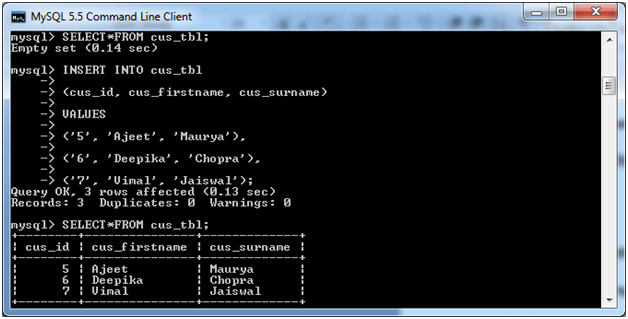 MySQL 5.5 Command Line Client
mysql> SELECT*FROM cus_tbl;
Empty set (0.14 sec)
mysql> INSERT INTO cus_tbl
->
-> (cus_id, cus_firstname, cus_surname)
->
-> VALUES
->
-> ('5', 'Ajeet', 'Maurya'),
->
-> ('6', 'Deepika', 'Chopra'),
->
-> ('7', 'Vimal', 'Jaiswal');
Query OK, 3 rows affected (0.13 sec)
Records: 3  Duplicates: 0  Warnings: 0
mysql> SELECT*FROM cus_tbl;
+--------+---------------+-------------+
| cus_id | cus_firstname | cus_surname |
+--------+---------------+-------------+
|      5 | Ajeet         | Maurya      |
|      6 | Deepika       | Chopra      |
|      7 | Vimal         | Jaiswal     |
+--------+---------------+-------------+